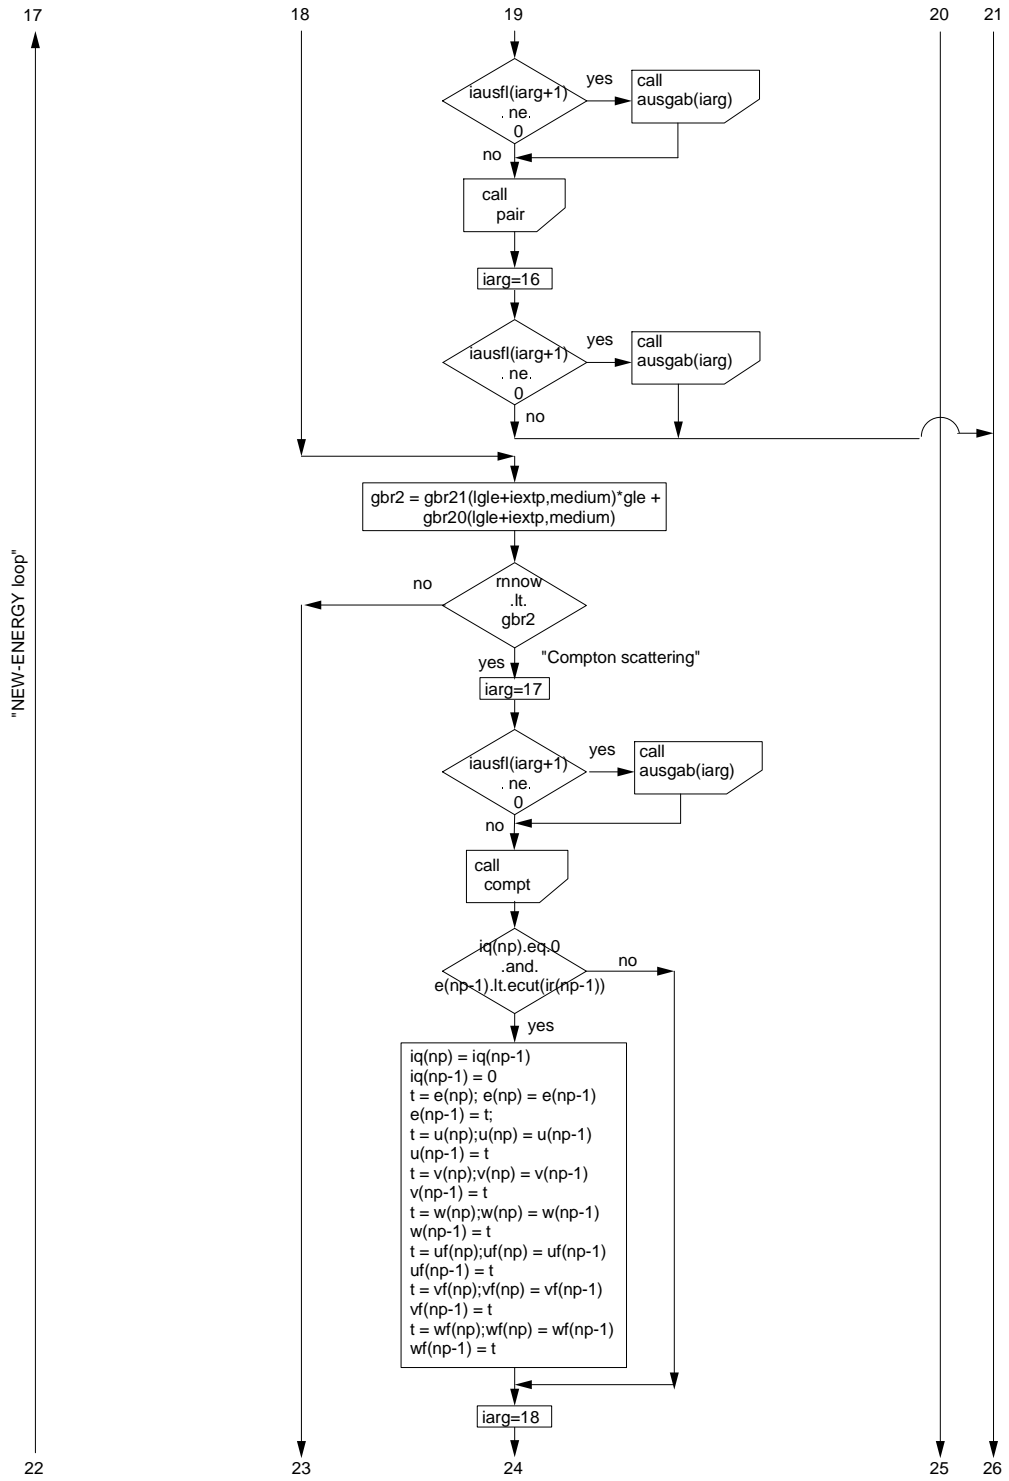 17
18
19
20
21
iausfl(iarg+1)
. ne.
0
yes
call
ausgab(iarg)
no
call
pair
iarg=16
iausfl(iarg+1)
. ne.
0
yes
call
ausgab(iarg)
no
gbr2 = gbr21(lgle+iextp,medium)*gle +
gbr20(lgle+iextp,medium)
"NEW-ENERGY loop"
no
rnnow
.lt.
gbr2
yes
"Compton scattering"
iarg=17
iausfl(iarg+1)
. ne.
0
yes
call
ausgab(iarg)
no
call
compt
iq(np).eq.0
.and.
e(np-1).lt.ecut(ir(np-1))
no
yes
iq(np) = iq(np-1)
iq(np-1) = 0
t = e(np); e(np) = e(np-1)
e(np-1) = t;
t = u(np);u(np) = u(np-1)
u(np-1) = t
t = v(np);v(np) = v(np-1)
v(np-1) = t
t = w(np);w(np) = w(np-1)
w(np-1) = t
t = uf(np);uf(np) = uf(np-1)
uf(np-1) = t
t = vf(np);vf(np) = vf(np-1)
vf(np-1) = t
t = wf(np);wf(np) = wf(np-1)
wf(np-1) = t
iarg=18
22
23
24
25
26